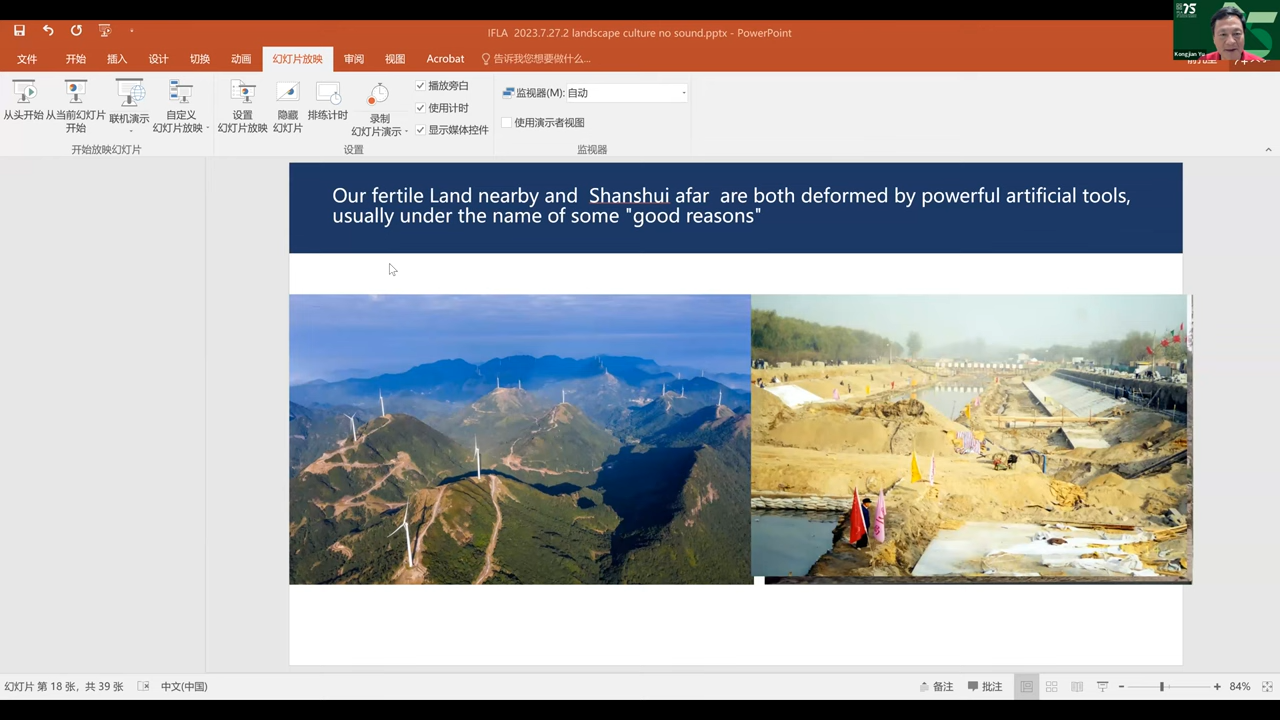 IFLA 2023.7.27.2 landscape culture no sound.pptx - PowerPoint
75
Kongjian Yu
文件 开始 插入 设计 切换 动画 幻灯片放映 审阅 视图 Acrobat 告诉我您想要做什么...
从头开始 从当前幻灯片 开始
联机演示
自定义 幻灯片放映
设置 幻灯片放映
隐藏 幻灯片
排练计时
录制 幻灯片演示
播放旁白
使用计时
显示媒体控件
监视器(M): 自动
使用演示者视图
开始放映幻灯片 设置 监视器
Our fertile Land nearby and Shanshui afar are both deformed by powerful artificial tools,
usually under the name of some "good reasons"
幻灯片 第 18 张，共 39 张 中文(中国) 备注 批注 84%